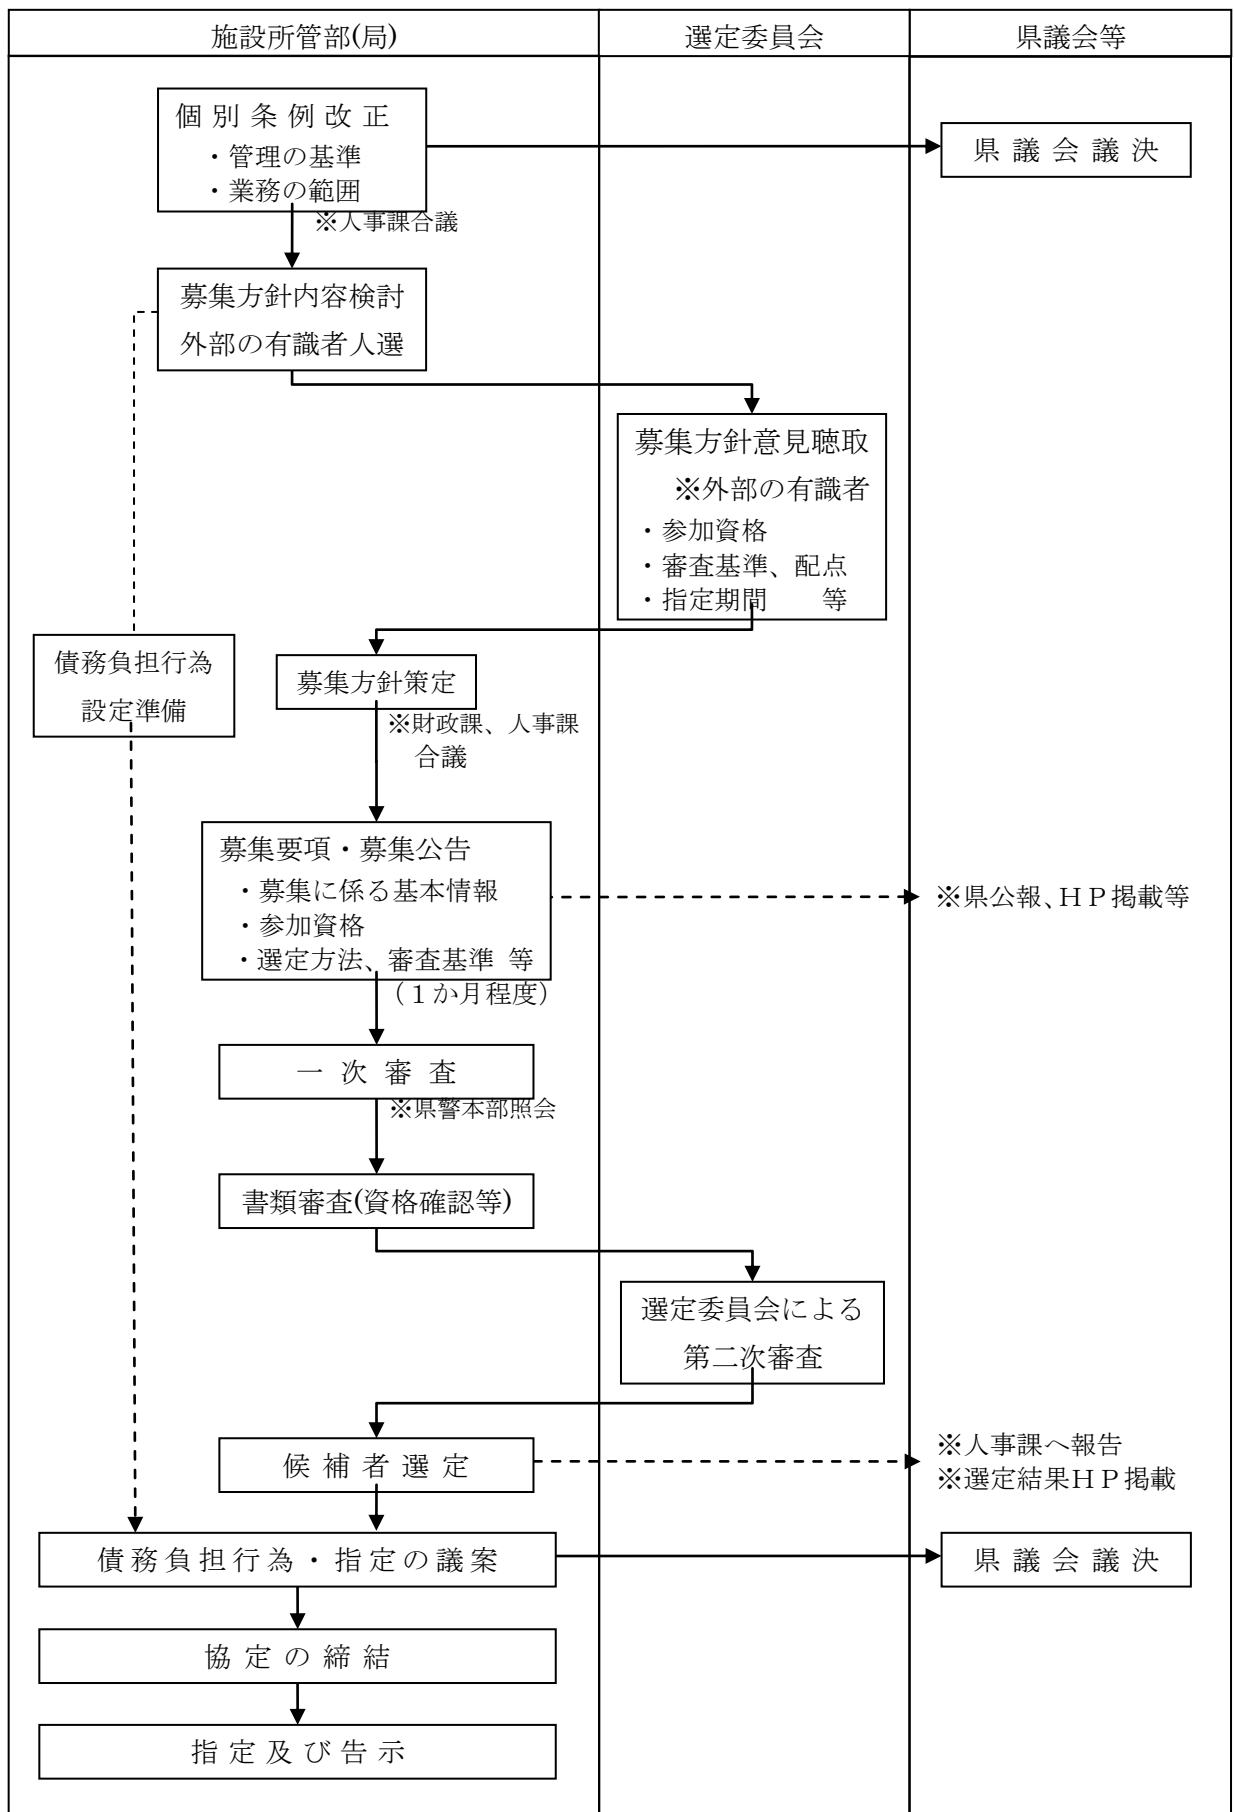 施設所管部(局)
選定委員会
県議会等
個別条例改正
・管理の基準
・業務の範囲
県議会議決
※人事課合議
募集方針内容検討
外部の有識者人選
募集方針意見聴取
※外部の有識者
・参加資格
・審査基準、配点
・指定期間　　等
債務負担行為
設定準備
募集方針策定
※財政課、人事課
合議
募集要項・募集公告
・募集に係る基本情報
・参加資格
・選定方法、審査基準 等
※県公報、ＨＰ掲載等
（１か月程度）
一次審査
※県警本部照会
書類審査(資格確認等)
選定委員会による
第二次審査
候補者選定
※人事課へ報告
※選定結果ＨＰ掲載
債務負担行為・指定の議案
県議会議決
協定の締結
指定及び告示